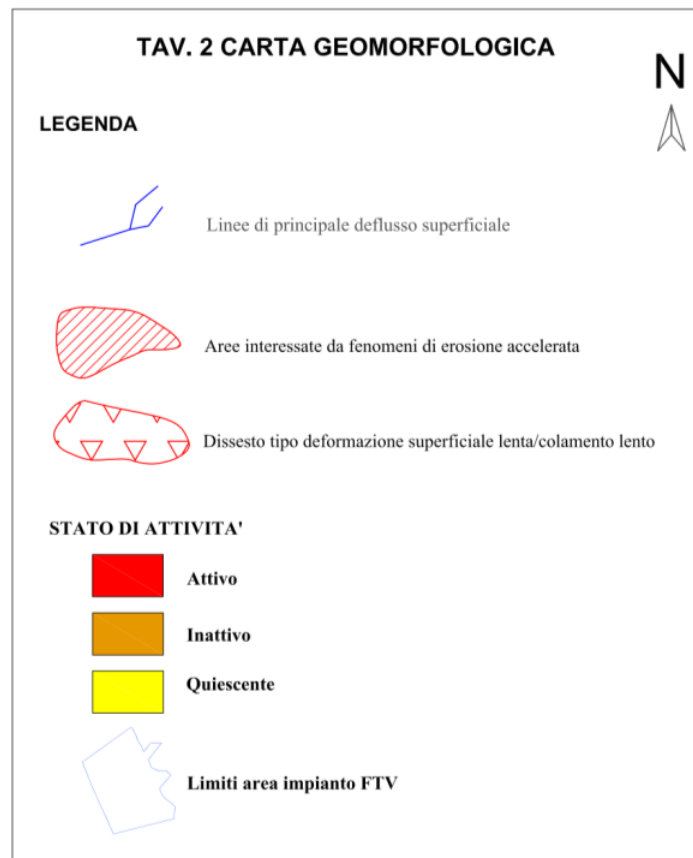 TAV. 2 CARTA GEOMORFOLOGICA
N
LEGENDA
Linee di principale deflusso superficiale
Aree interessate da fenomeni di erosione accelerata
Dissesto tipo deformazione superficiale lenta/colamento lento
STATO DI ATTIVITA'
Attivo
Inattivo
Quiescente
Limiti area impianto FTV